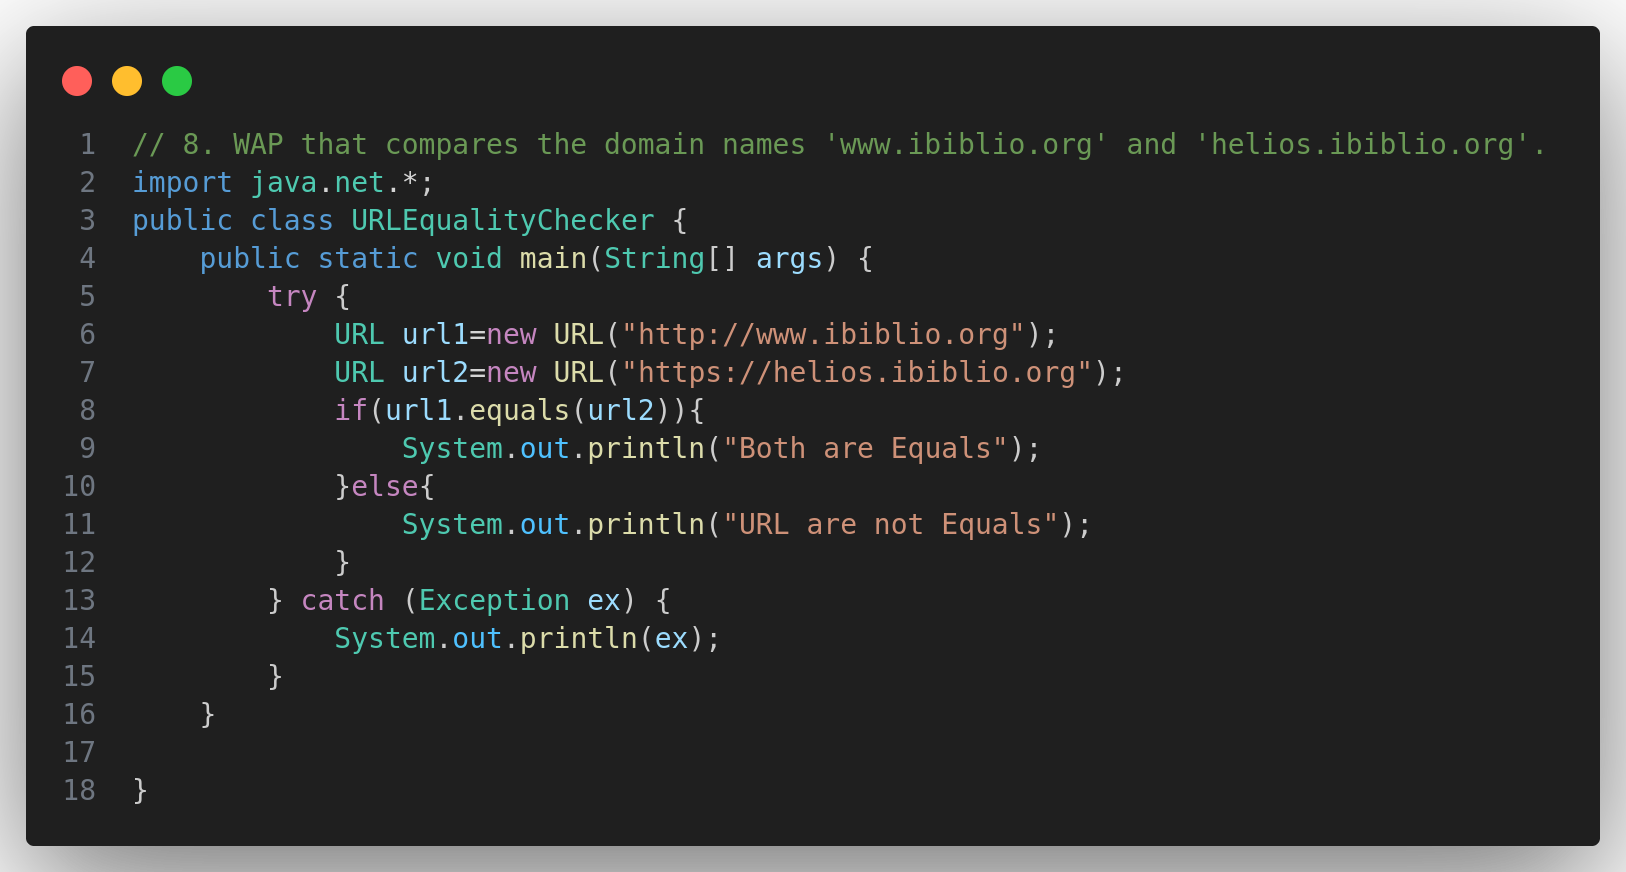 1 // 8. WAP that compares the domain names 'www.ibiblio.org' and 'helios.ibiblio.org'.
2 import java.net.*;
3 public class URLEqualityChecker {
4     public static void main(String[] args) {
5         try {
6             URL url1=new URL("http://www.ibiblio.org");
7             URL url2=new URL("https://helios.ibiblio.org");
8             if(url1.equals(url2)){
9                 System.out.println("Both are Equals");
10             }else{
11                 System.out.println("URL are not Equals");
12             }
13         } catch (Exception ex) {
14             System.out.println(ex);
15         }
16     }
17
18 }